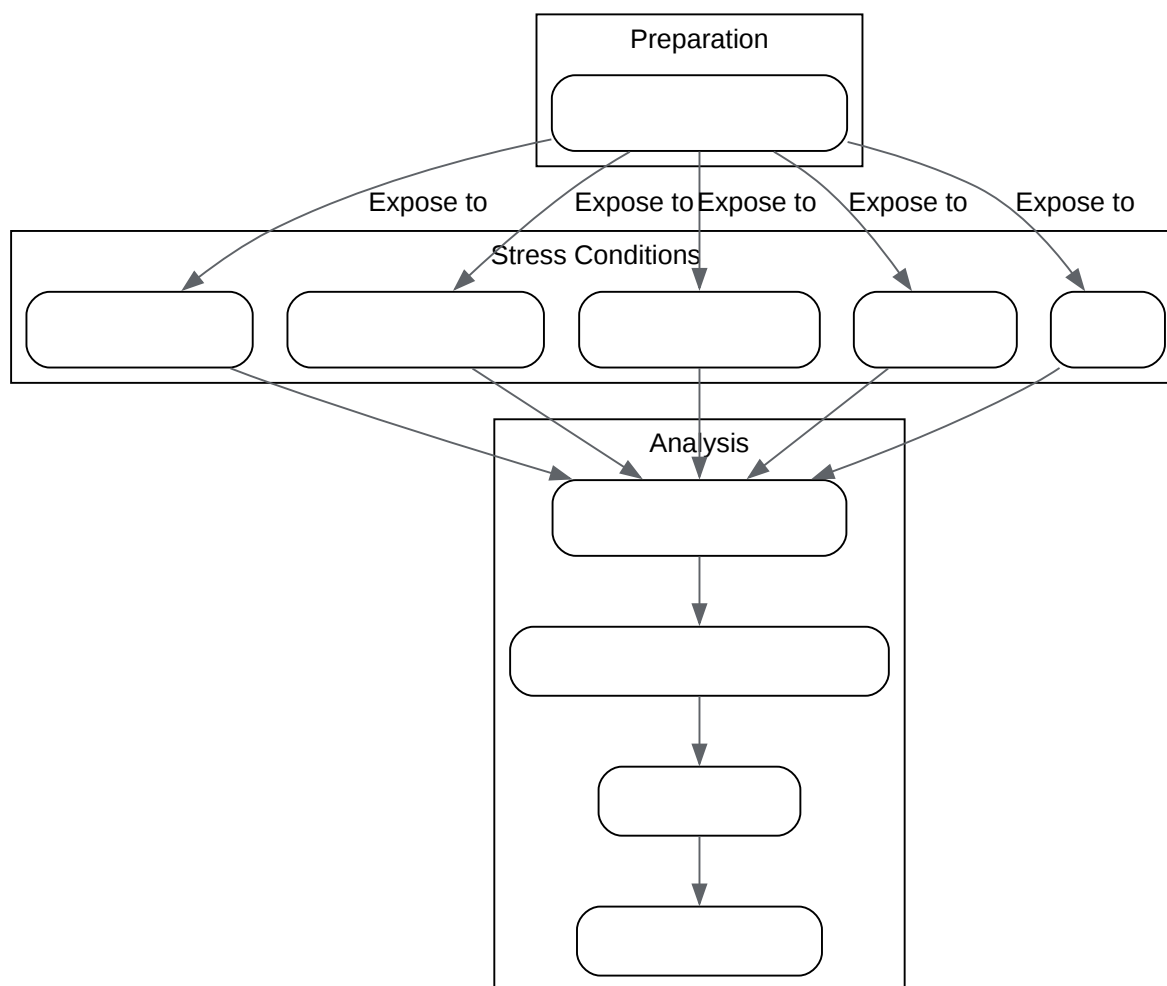 Preparation
Expose to
Expose to
Expose to
Expose to
Expose to
Stress Conditions
Analysis